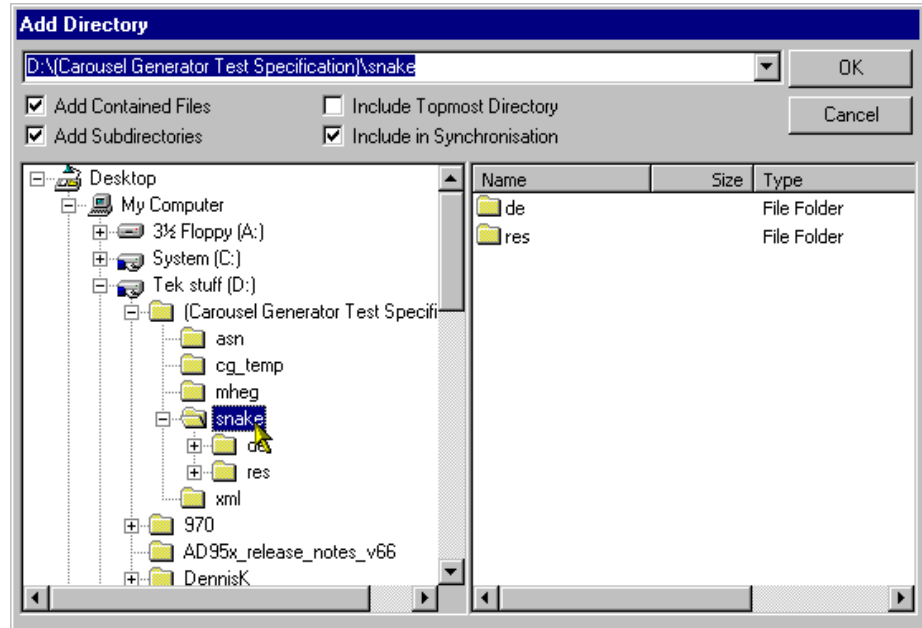 Add Directory
D:\(Carousel Generator Test Specification)\snake
OK
Add Contained Files
Include Topmost Directory
Cancel
Add Subdirectories
Include in Synchronisation
Desktop
My Computer
3½ Floppy (A:)
System (C:)
Tek stuff (D:)
(Carousel Generator Test Specifi
asn
cg_temp
mheg
snake
de
res
xml
970
AD95x_release_notes_v66
DennisK
Name Size Type
de File Folder
res File Folder